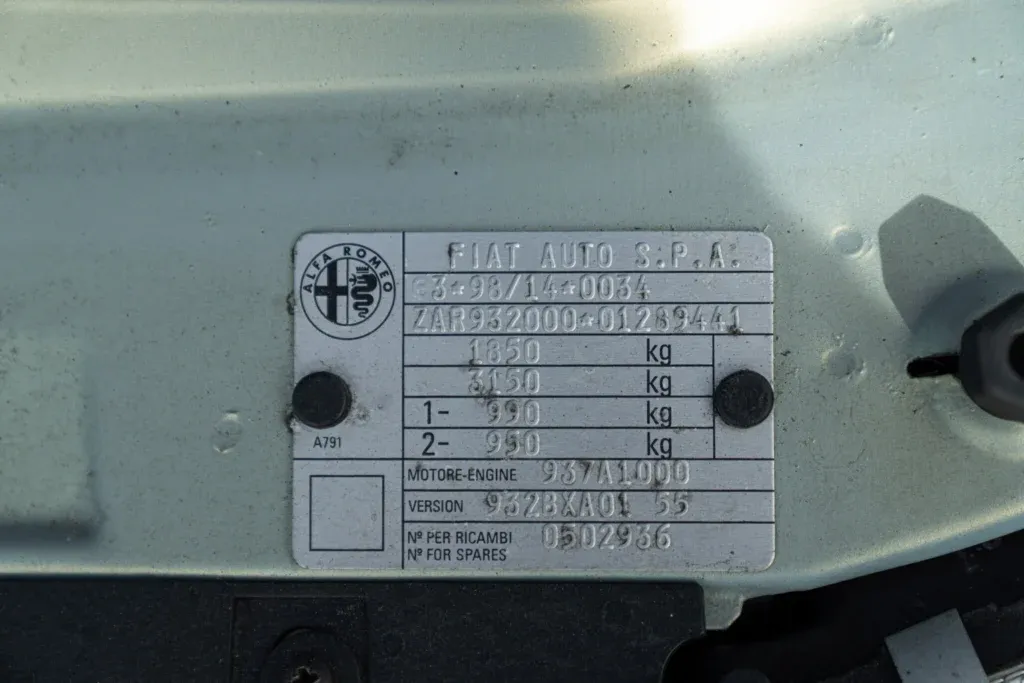 ALFA ROMEO
FIAT AUTO S.P.A.
e3*98/14*0034
ZAR932000*01289441
1850 kg
3150 kg
1- 990 kg
2- 950 kg
A791
MOTORE-ENGINE 937A1000
VERSION 932BXA01 55
Nº PER RICAMBI
Nº FOR SPARES 0502936